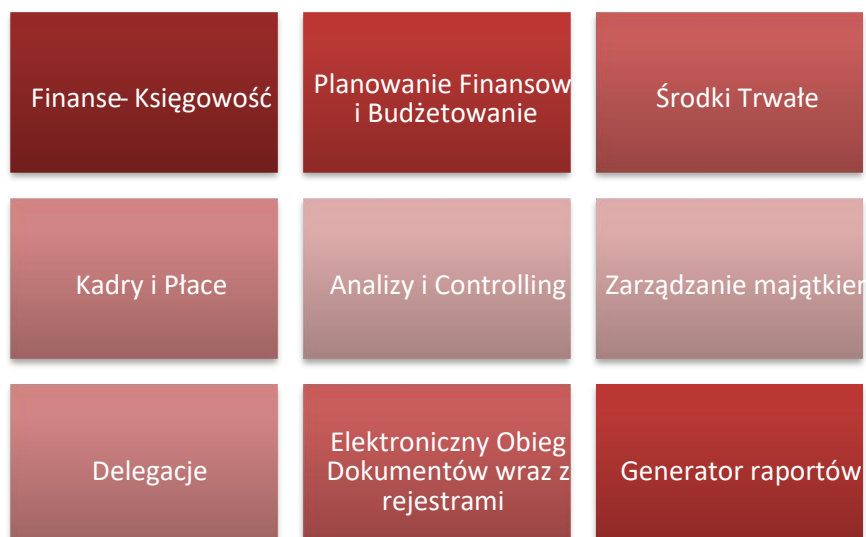 Finanse- Księgowość
Planowanie Finansow
i Budżetowanie
Środki Trwałe
Kadry i Płace
Analizy i Controlling
Zarządzanie majątkiem
Delegacje
Elektroniczny Obieg
Dokumentów wraz z
rejestrami
Generator raportów